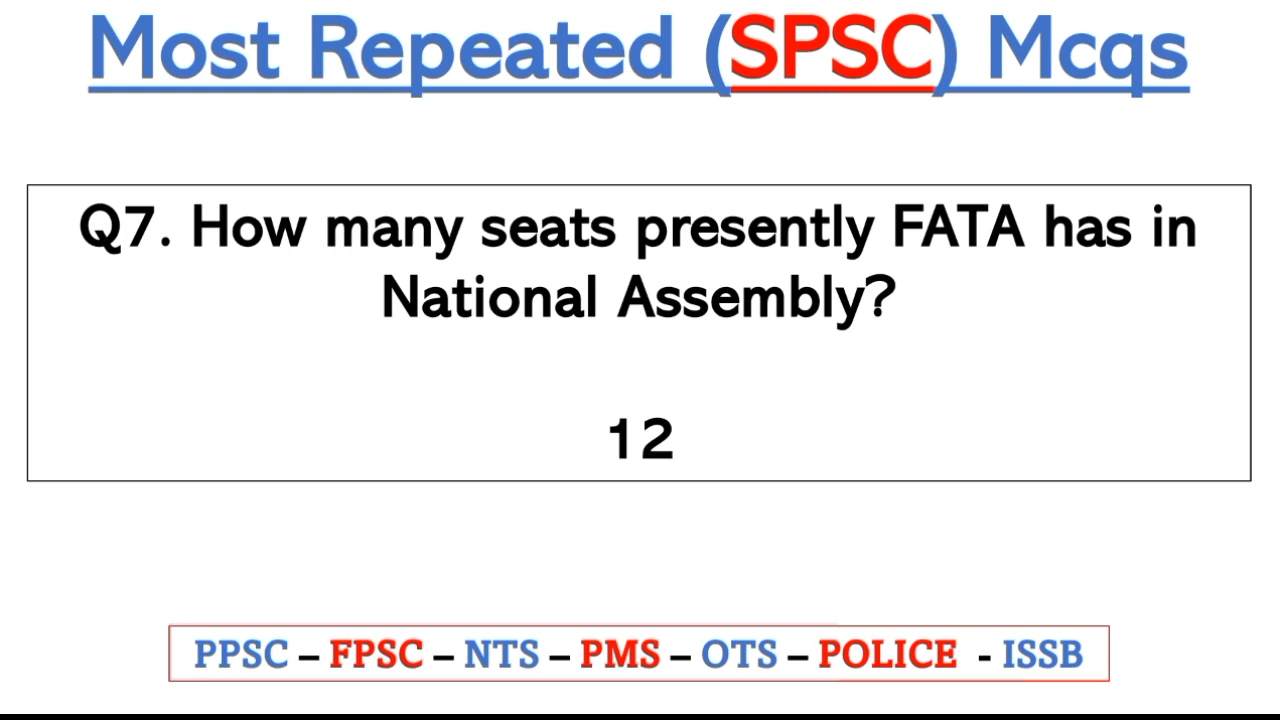 Most Repeated (SPSC) Mcqs
Q7. How many seats presently FATA has in
National Assembly?
12
PPSC – FPSC – NTS – PMS – OTS – POLICE - ISSB